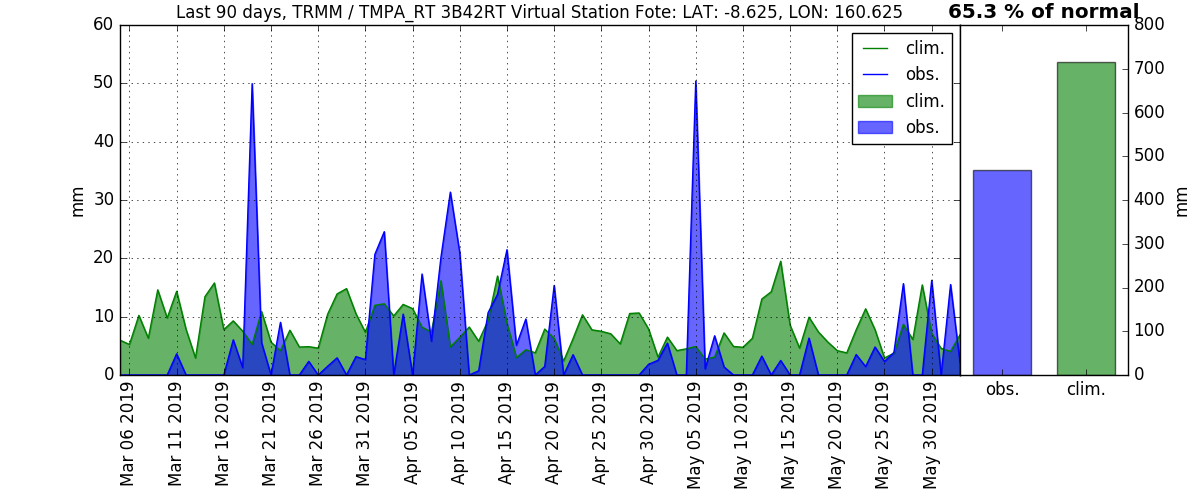 Last 90 days, TRMM / TMPA_RT 3B42RT Virtual Station Fote: LAT: -8.625, LON: 160.625
65.3 % of normal
60
50
40
30
20
10
0
mm
clim.
obs.
clim.
obs.
800
700
600
500
400
300
200
100
0
mm
Mar 06 2019
Mar 11 2019
Mar 16 2019
Mar 21 2019
Mar 26 2019
Mar 31 2019
Apr 05 2019
Apr 10 2019
Apr 15 2019
Apr 20 2019
Apr 25 2019
Apr 30 2019
May 05 2019
May 10 2019
May 15 2019
May 20 2019
May 25 2019
May 30 2019
obs.
clim.